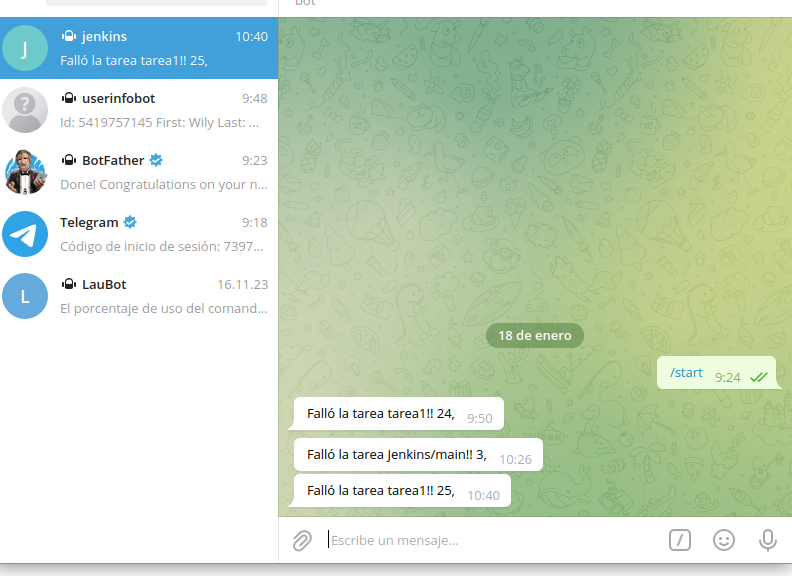 bot
J
jenkins 10:40
Falló la tarea tarea1!! 25,
?
userinfobot 9:48
Id: 5419757145 First: Wily Last: ...
BotFather 9:23
Done! Congratulations on your n...
Telegram 9:18
Código de inicio de sesión: 7397...
L
LauBot 16.11.23
El porcentaje de uso del comand...
18 de enero
/start 9:24
Falló la tarea tarea1!! 24, 9:50
Falló la tarea Jenkins/main!! 3, 10:26
Falló la tarea tarea1!! 25, 10:40
Escribe un mensaje...
/